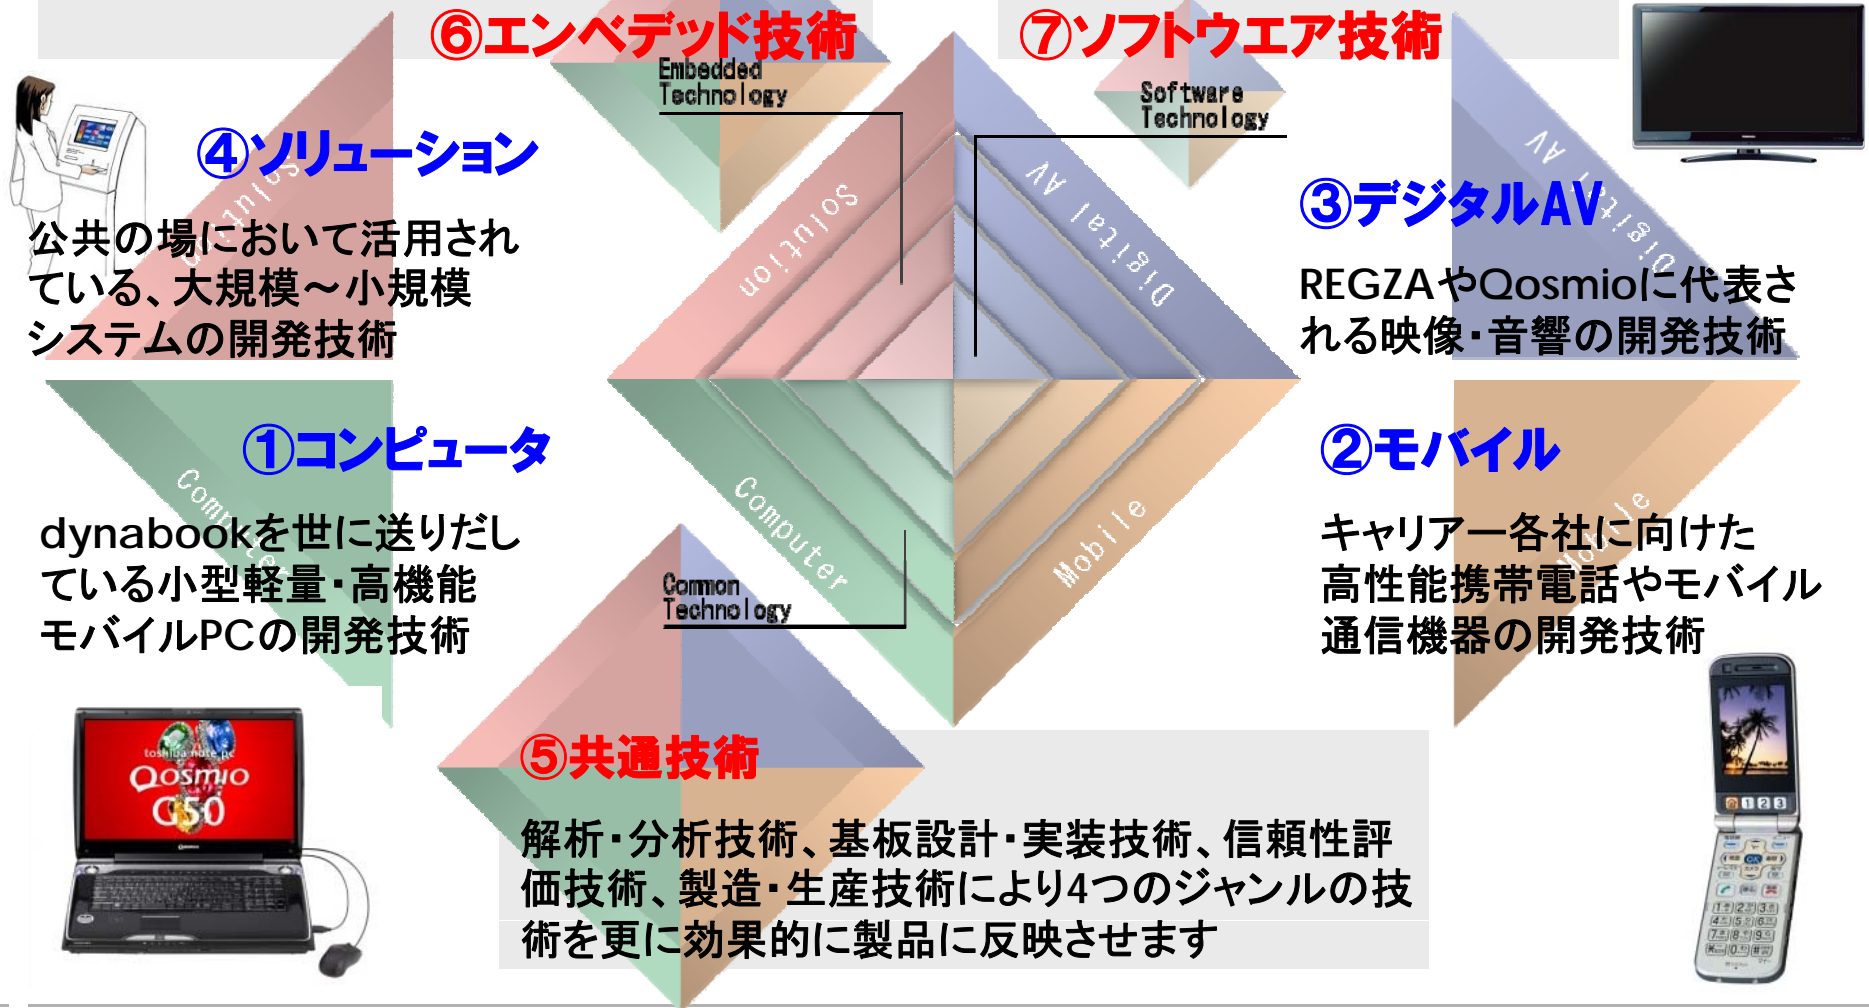 ⑥エンベデッド技術
⑦ソフトウエア技術
Embedded
Technology
Software
Technology
④ソリューション
Solution
公共の場において活用され
ている、大規模～小規模
システムの開発技術
Solution
Digital AV
③デジタルAV
Digital AV
REGZAやQosmioに代表さ
れる映像・音響の開発技術
①コンピュータ
Computer
dynabookを世に送りだし
ている小型軽量・高機能
モバイルPCの開発技術
Computer
Mobile
②モバイル
Mobile
キャリアー各社に向けた
高性能携帯電話やモバイル
通信機器の開発技術
Common
Technology
toshiba note pc
Qosmio
G50
⑤共通技術
解析・分析技術、基板設計・実装技術、信頼性評
価技術、製造・生産技術により4つのジャンルの技
術を更に効果的に製品に反映させます